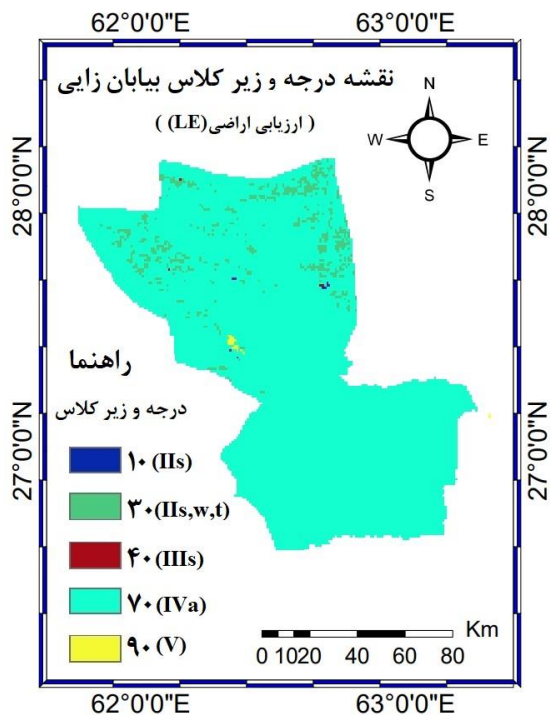 62°0'0"E 63°0'0"E
نقشه درجه و زیر کلاس بیابان زایی
( ارزیابی اراضی(LE) )
N
W E
S
28°0'0"N 28°0'0"N
راهنما
درجه و زیر کلاس
27°0'0"N 27°0'0"N
۱۰(IIs)
۳۰(IIs,w,t)
۴۰(IIIs)
۷۰(IVa)
۹۰(V)
Km
0 1020 40 60 80
62°0'0"E 63°0'0"E